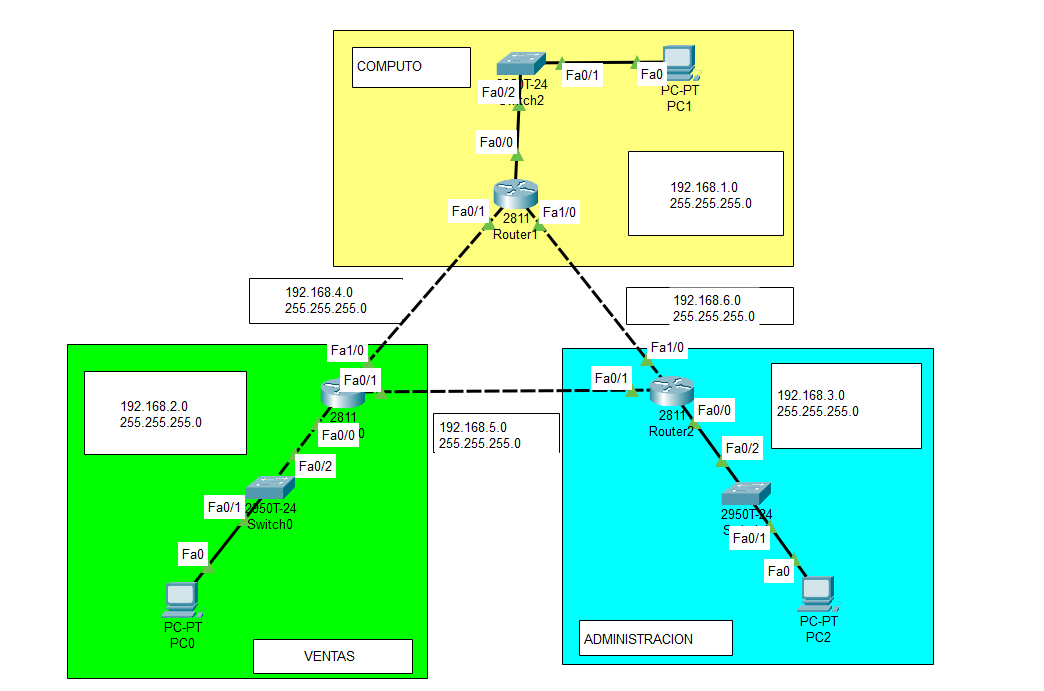 COMPUTO
Fa0/1
Fa0
Fa0/2
PC-PT
PC1
Fa0/0
192.168.1.0
255.255.255.0
Fa0/1
Fa1/0
2811
Router1
192.168.4.0
255.255.255.0
192.168.6.0
255.255.255.0
Fa1/0
Fa0/1
2811
192.168.2.0
255.255.255.0
Fa0/0
Fa0/2
Fa0/1
2950T-24
Switch0
Fa0
PC-PT
PC0
VENTAS
192.168.5.0
255.255.255.0
Fa1/0
Fa0/1
2811
Router2
Fa0/0
192.168.3.0
255.255.255.0
Fa0/2
2950T-24
Fa0/1
Fa0
PC-PT
PC2
ADMINISTRACION